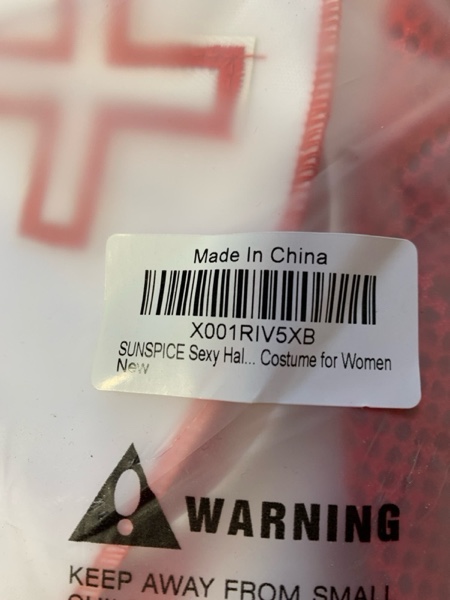 Made In China
X001RIV5XB
SUNSPICE Sexy Hal... Costume for Women
New
WARNING
KEEP AWAY FROM SMALL